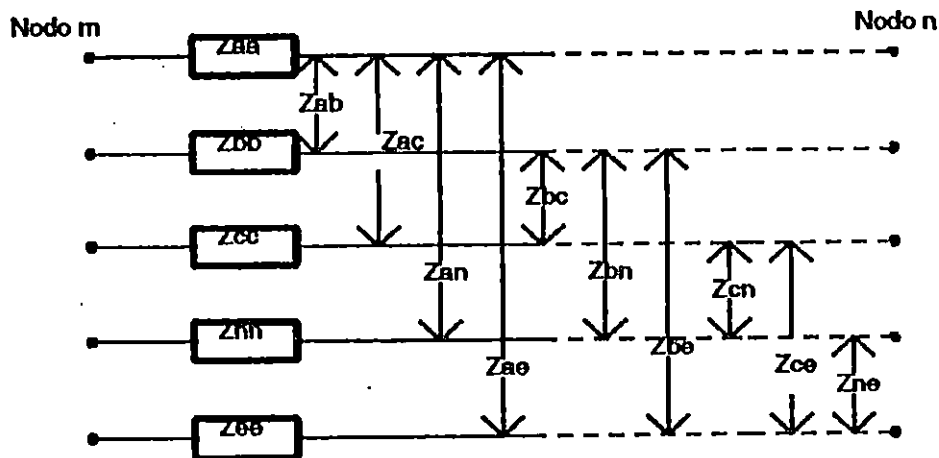 Nodo m
Nodo n
Zaa
Zab
Zbb
Zac
Zbc
Zcc
Zan
Zbn
Zcn
Znn
Zae
Zbe
Zce
Zne
Zee